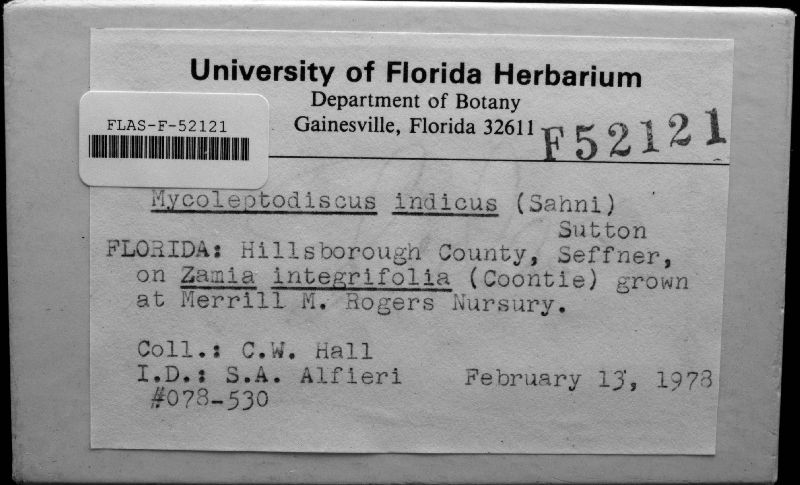 University of Florida Herbarium
Department of Botany
Gainesville, Florida 32611
FLAS-F-52121
F52121
Mycoleptodiscus indicus (Sahni)
Sutton
FLORIDA: Hillsborough County, Seffner,
on Zamia integrifolia (Coontie) grown
at Merrill M. Rogers Nursury.
Coll.: C.W. Hall
I.D.: S.A. Alfieri February 13, 1978
#078-530